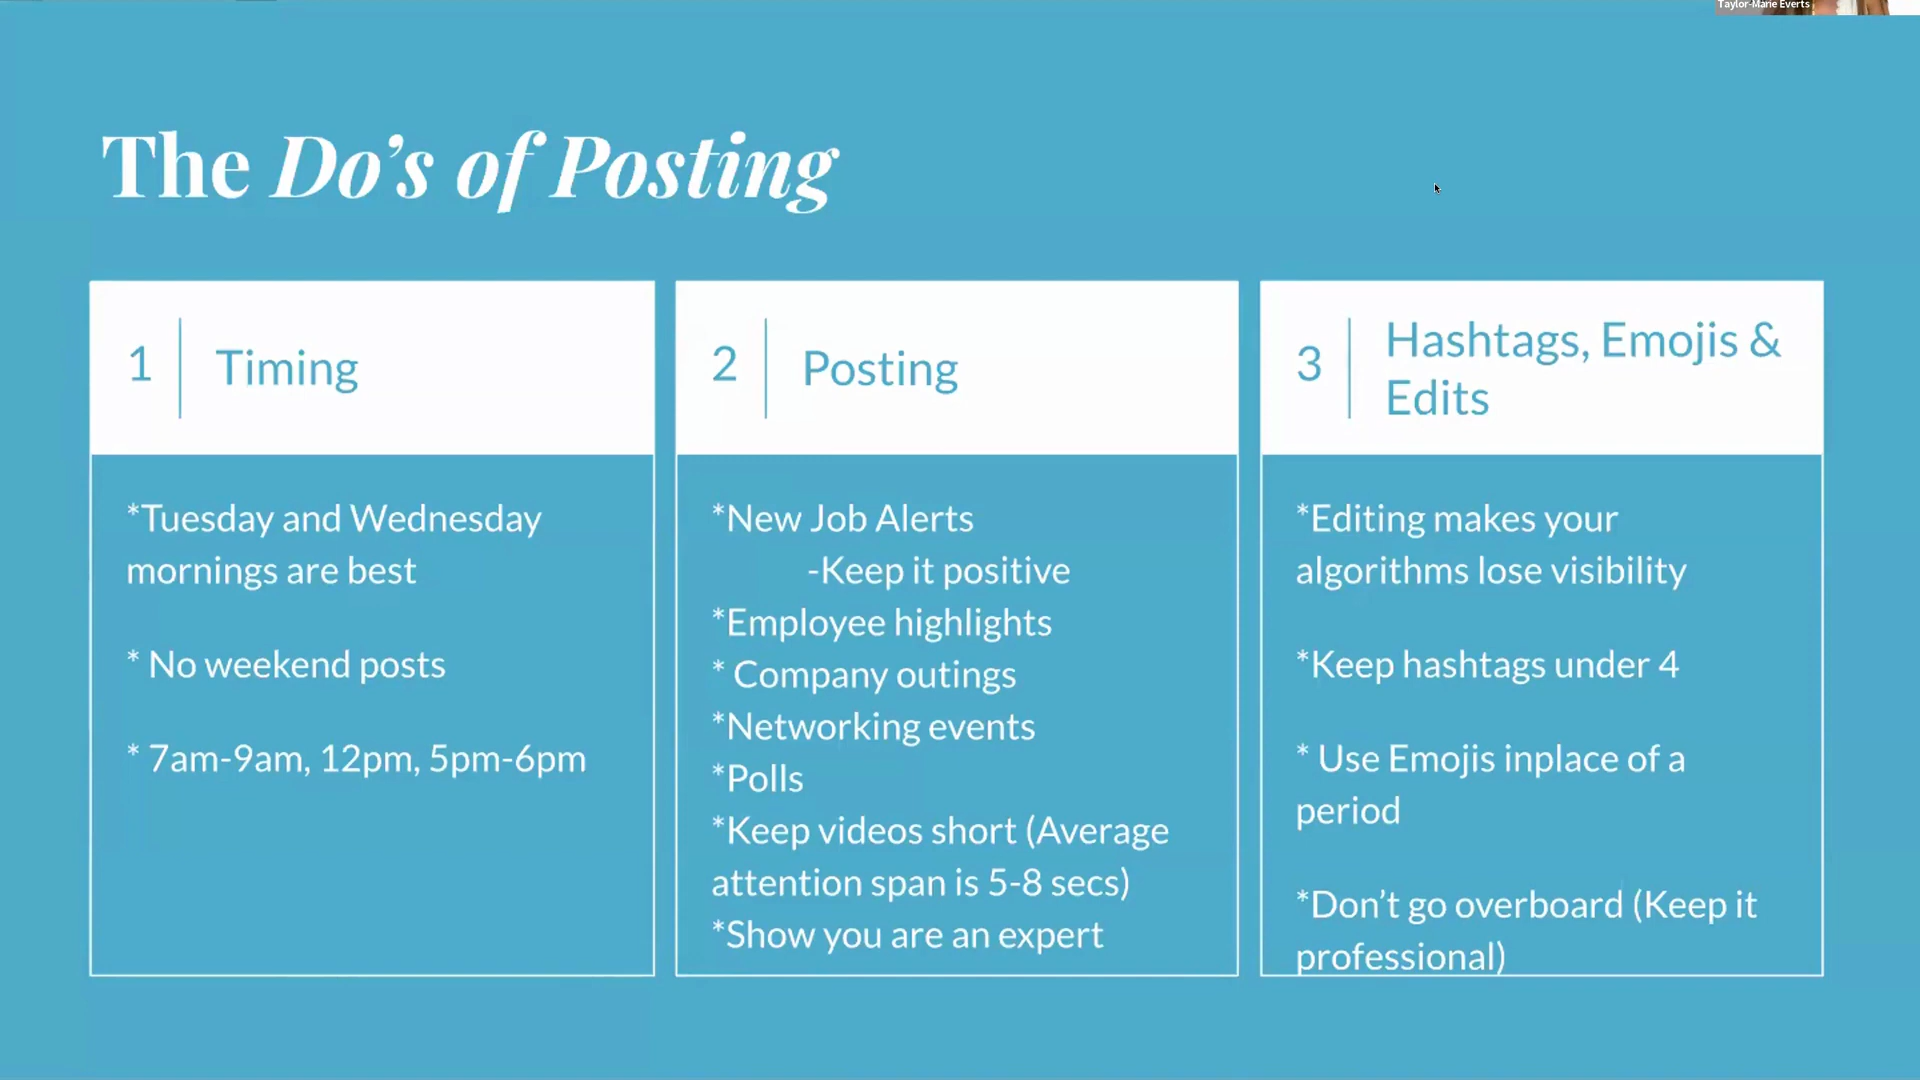 Taylor-Marie Everts
The Do’s of Posting
1
Timing
*Tuesday and Wednesday
mornings are best
* No weekend posts
* 7am-9am, 12pm, 5pm-6pm
2
Posting
*New Job Alerts
-Keep it positive
*Employee highlights
* Company outings
*Networking events
*Polls
*Keep videos short (Average
attention span is 5-8 secs)
*Show you are an expert
3
Hashtags, Emojis &
Edits
*Editing makes your
algorithms lose visibility
*Keep hashtags under 4
* Use Emojis inplace of a
period
*Don’t go overboard (Keep it
professional)